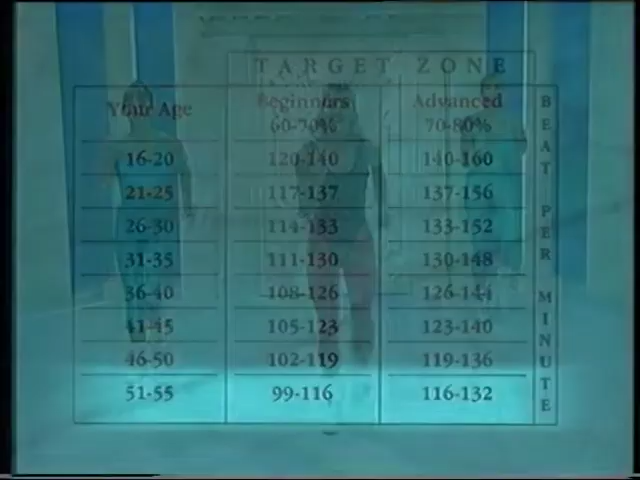 TARGET ZONE
Your Age Beginners Advanced
60-70% 70-80%
16-20 120-140 140-160
21-25 117-137 137-156
26-30 114-133 133-152
31-35 111-130 130-148
36-40 108-126 126-144
41-45 105-123 123-140
46-50 102-119 119-136
51-55 99-116 116-132
BEAT PER MINUTE